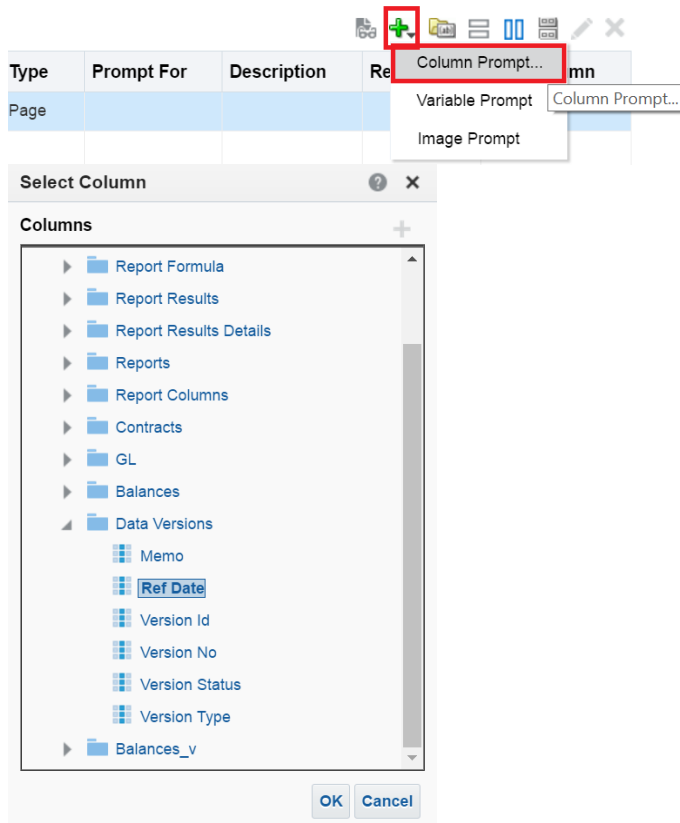 Column Prompt...
Type Prompt For Description Re mn
Page
Variable Prompt
Column Prompt...
Image Prompt
Select Column
Columns
Report Formula
Report Results
Report Results Details
Reports
Report Columns
Contracts
GL
Balances
Data Versions
Memo
Ref Date
Version Id
Version No
Version Status
Version Type
Balances_v
OK Cancel